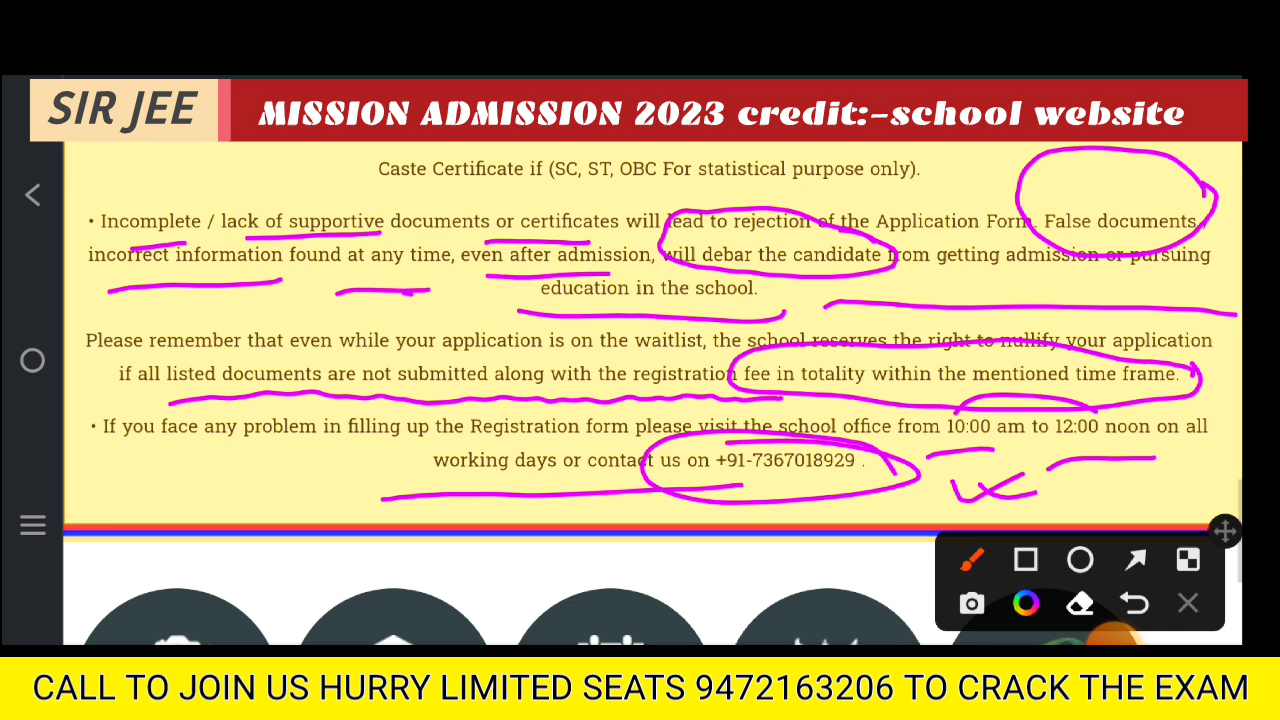 SIR JEE
MISSION ADMISSION 2023 credit:-school website
Caste Certificate if (SC, ST, OBC For statistical purpose only).
• Incomplete / lack of supportive documents or certificates will lead to rejection of the Application Form. False documents /
incorrect information found at any time, even after admission, will debar the candidate from getting admission or pursuing
education in the school.
Please remember that even while your application is on the waitlist, the school reserves the right to nullify your application
if all listed documents are not submitted along with the registration fee in totality within the mentioned time frame.
• If you face any problem in filling up the Registration form please visit the school office from 10:00 am to 12:00 noon on all
working days or contact us on +91-7367018929 .
CALL TO JOIN US HURRY LIMITED SEATS 9472163206 TO CRACK THE EXAM